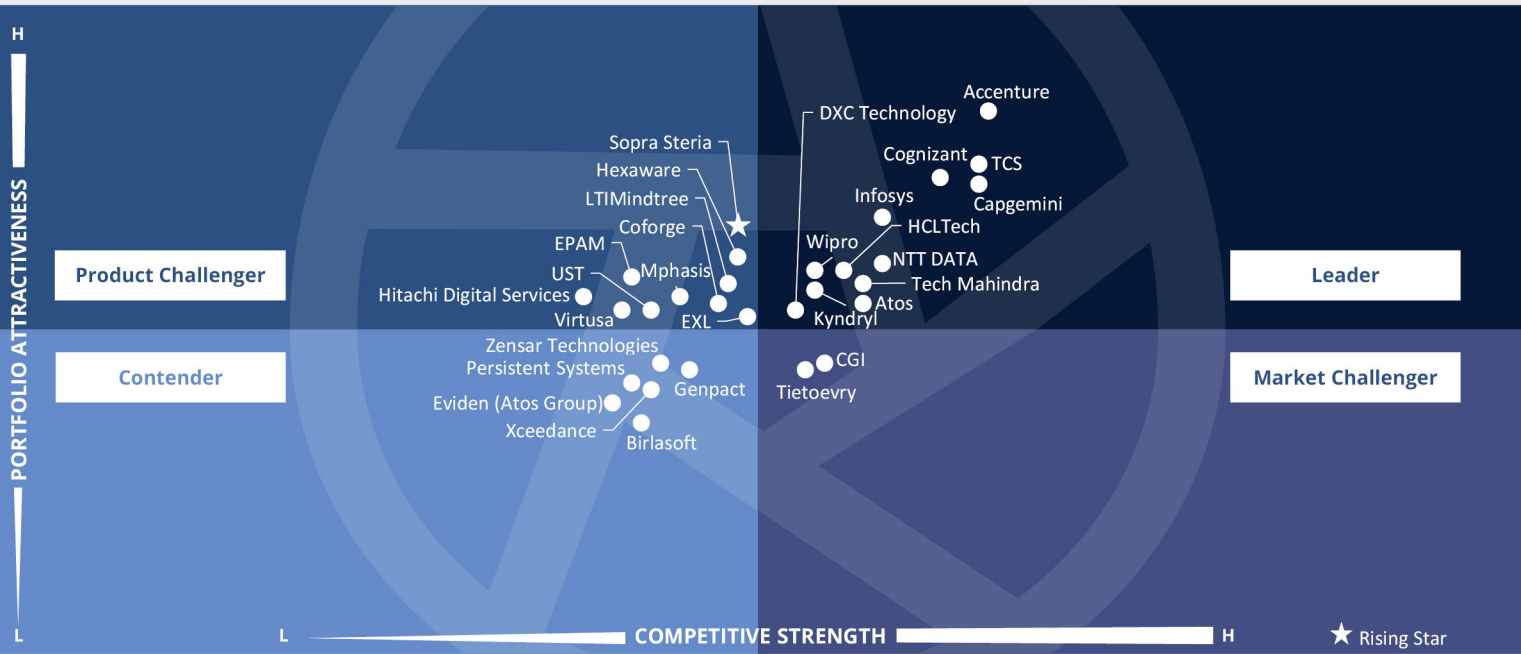 H
Accenture
DXC Technology
Sopra Steria
Cognizant
TCS
Hexaware
Infosys
LTIMindtree
Capgemini
Coforge
HCLTech
EPAM
Wipro
NTT DATA
UST
Mphasis
Product Challenger
Leader
Tech Mahindra
Hitachi Digital Services
Atos
Virtusa
EXL
Kyndryl
PORTFOLIO ATTRACTIVENESS
Zensar Technologies
CGI
Persistent Systems
Contender
Market Challenger
Genpact
Tietoevry
Eviden (Atos Group)
Xceedance
Birlasoft
L
L
COMPETITIVE STRENGTH
H
Rising Star